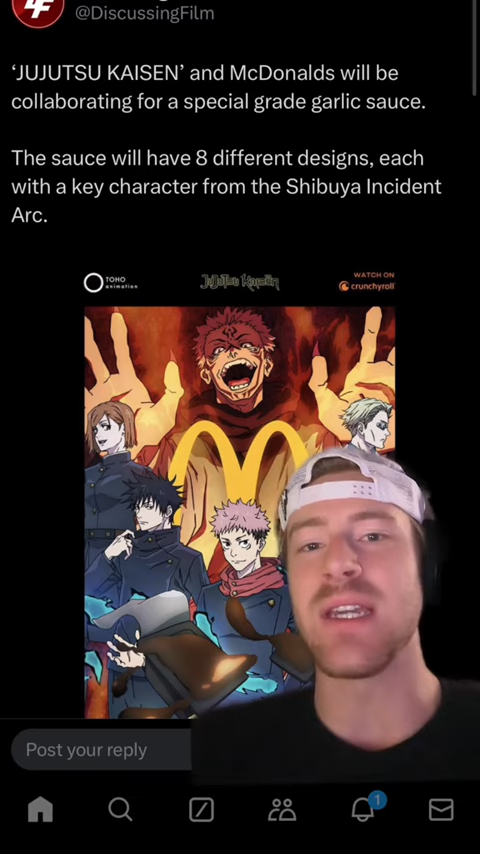 @DiscussingFilm
‘JUJUTSU KAISEN’ and McDonalds will be
collaborating for a special grade garlic sauce.
The sauce will have 8 different designs, each
with a key character from the Shibuya Incident
Arc.
TOHO
animation
JuJutsu Kaisen
WATCH ON
crunchyroll
Post your reply
1